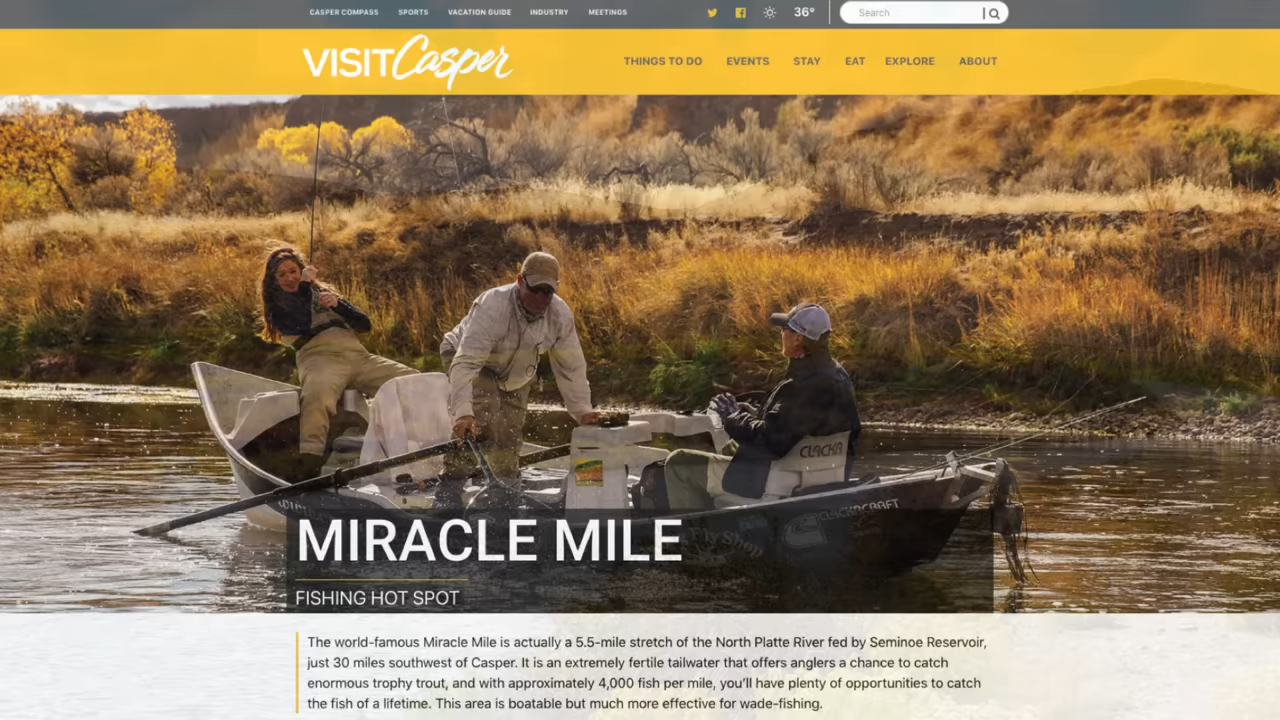 CASPER COMPASS SPORTS VACATION GUIDE INDUSTRY MEETINGS 36° Search
VISIT Casper
THINGS TO DO EVENTS STAY EAT EXPLORE ABOUT
CLACKA
CLACKACRAFT
Fly Shop
MIRACLE MILE
FISHING HOT SPOT
The world-famous Miracle Mile is actually a 5.5-mile stretch of the North Platte River fed by Seminoe Reservoir,
just 30 miles southwest of Casper. It is an extremely fertile tailwater that offers anglers a chance to catch
enormous trophy trout, and with approximately 4,000 fish per mile, you'll have plenty of opportunities to catch
the fish of a lifetime. This area is boatable but much more effective for wade-fishing.